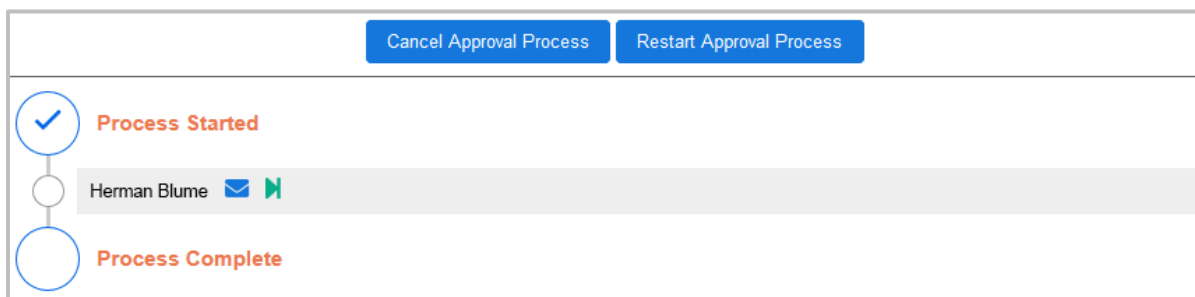 Cancel Approval Process Restart Approval Process
Process Started
Herman Blume
Process Complete